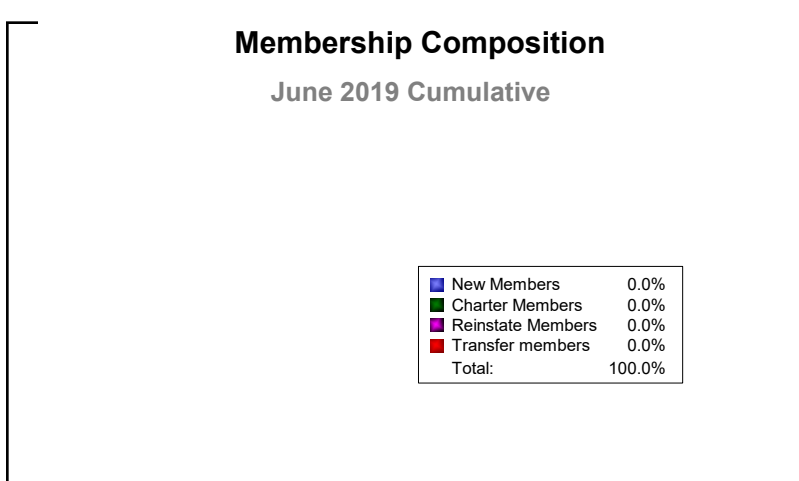 Membership Composition
June 2019 Cumulative
New Members 0.0%
Charter Members 0.0%
Reinstate Members 0.0%
Transfer members 0.0%
Total: 100.0%